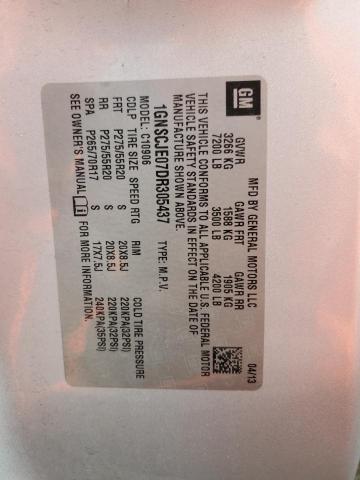 GM
MFD BY GENERAL MOTORS LLC
04/13
GVWR GAWR FRT GAWR RR
3266 KG 1588 KG 1905 KG
7200 LB 3500 LB 4200 LB
THIS VEHICLE CONFORMS TO ALL APPLICABLE U.S. FEDERAL MOTOR
VEHICLE SAFETY STANDARDS IN EFFECT ON THE DATE OF
MANUFACTURE SHOWN ABOVE.
1GNSCJE07DR305437 TYPE: M.P.V.
MODEL: C10906
CDLP TIRE SIZE SPEED RTG RIM COLD TIRE PRESSURE
FRT P275/55R20 S 20X8.5J 220KPA(32PSI)
RR P275/55R20 S 20X8.5J 220KPA(32PSI)
SPA P265/70R17 S 17X7.5J 240KPA(35PSI)
SEE OWNER'S MANUAL i FOR MORE INFORMATION.